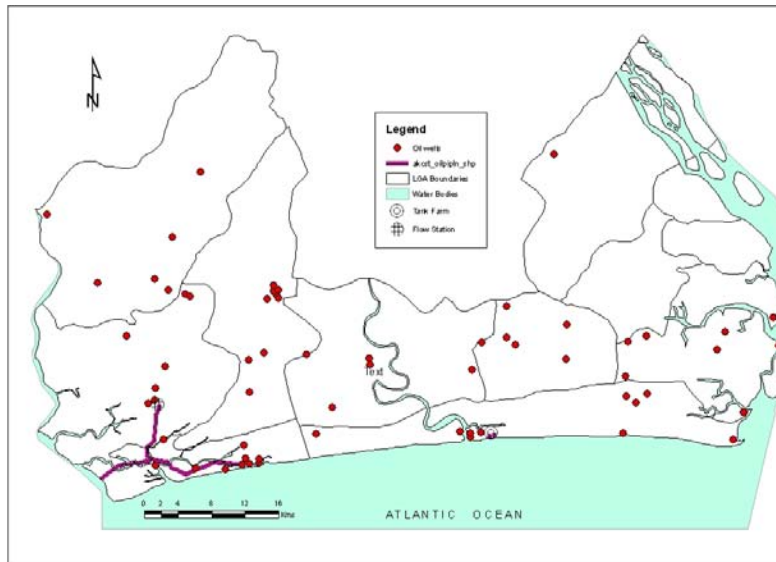 N
Legend
Oil wells
akcst_oilpipln_shp
LGA Boundaries
Water Bodies
Tank Farm
Flow Station
Text
0 2 4 8 12 16
Kms
ATLANTIC OCEAN